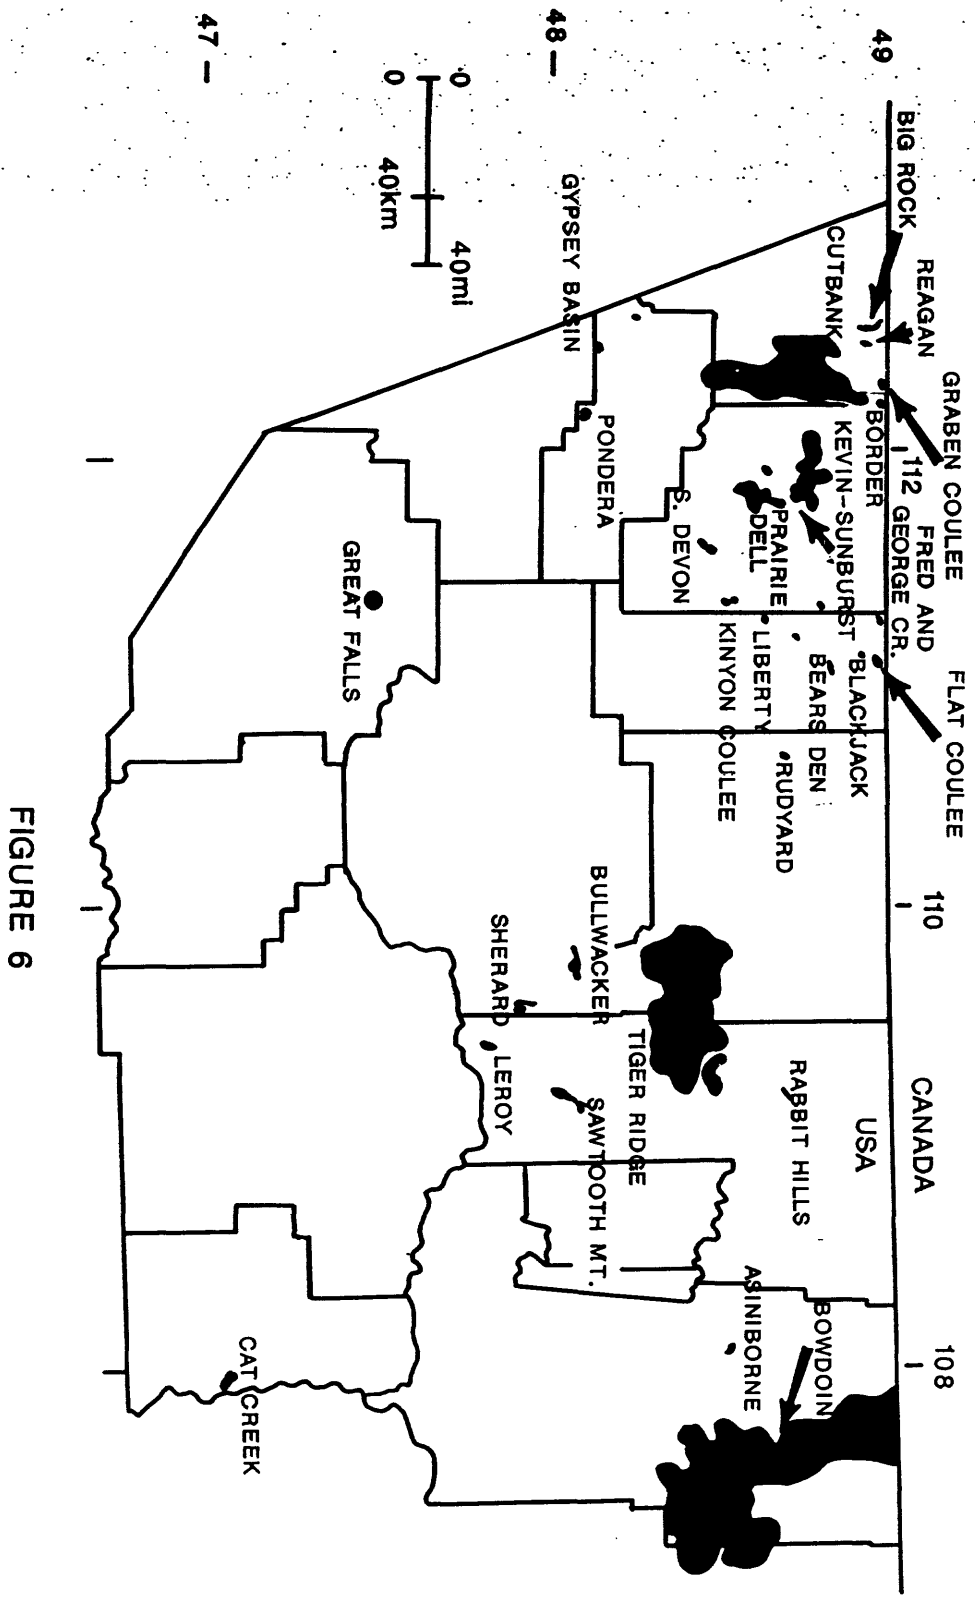 BIG ROCK
REAGAN
GRABEN COULEE
FRED AND
GEORGE CR.
FLAT COULEE
CANADA
USA
49
112
110
108
CUTBANK
BORDER
KEVIN-SUNBURST
BLACKJACK
BEARS DEN
PRAIRIE
DELL
LIBERTY
RUDYARD
KINYON COULEE
S. DEVON
RABBIT HILLS
BOWDOIN
ASINIBORNE
TIGER RIDGE
48
GYPSEY BASIN
PONDERA
BULLWACKER
SAWTOOTH MT.
SHERARD
LEROY
0 40mi
0 40km
GREAT FALLS
47
CAT CREEK
FIGURE 6